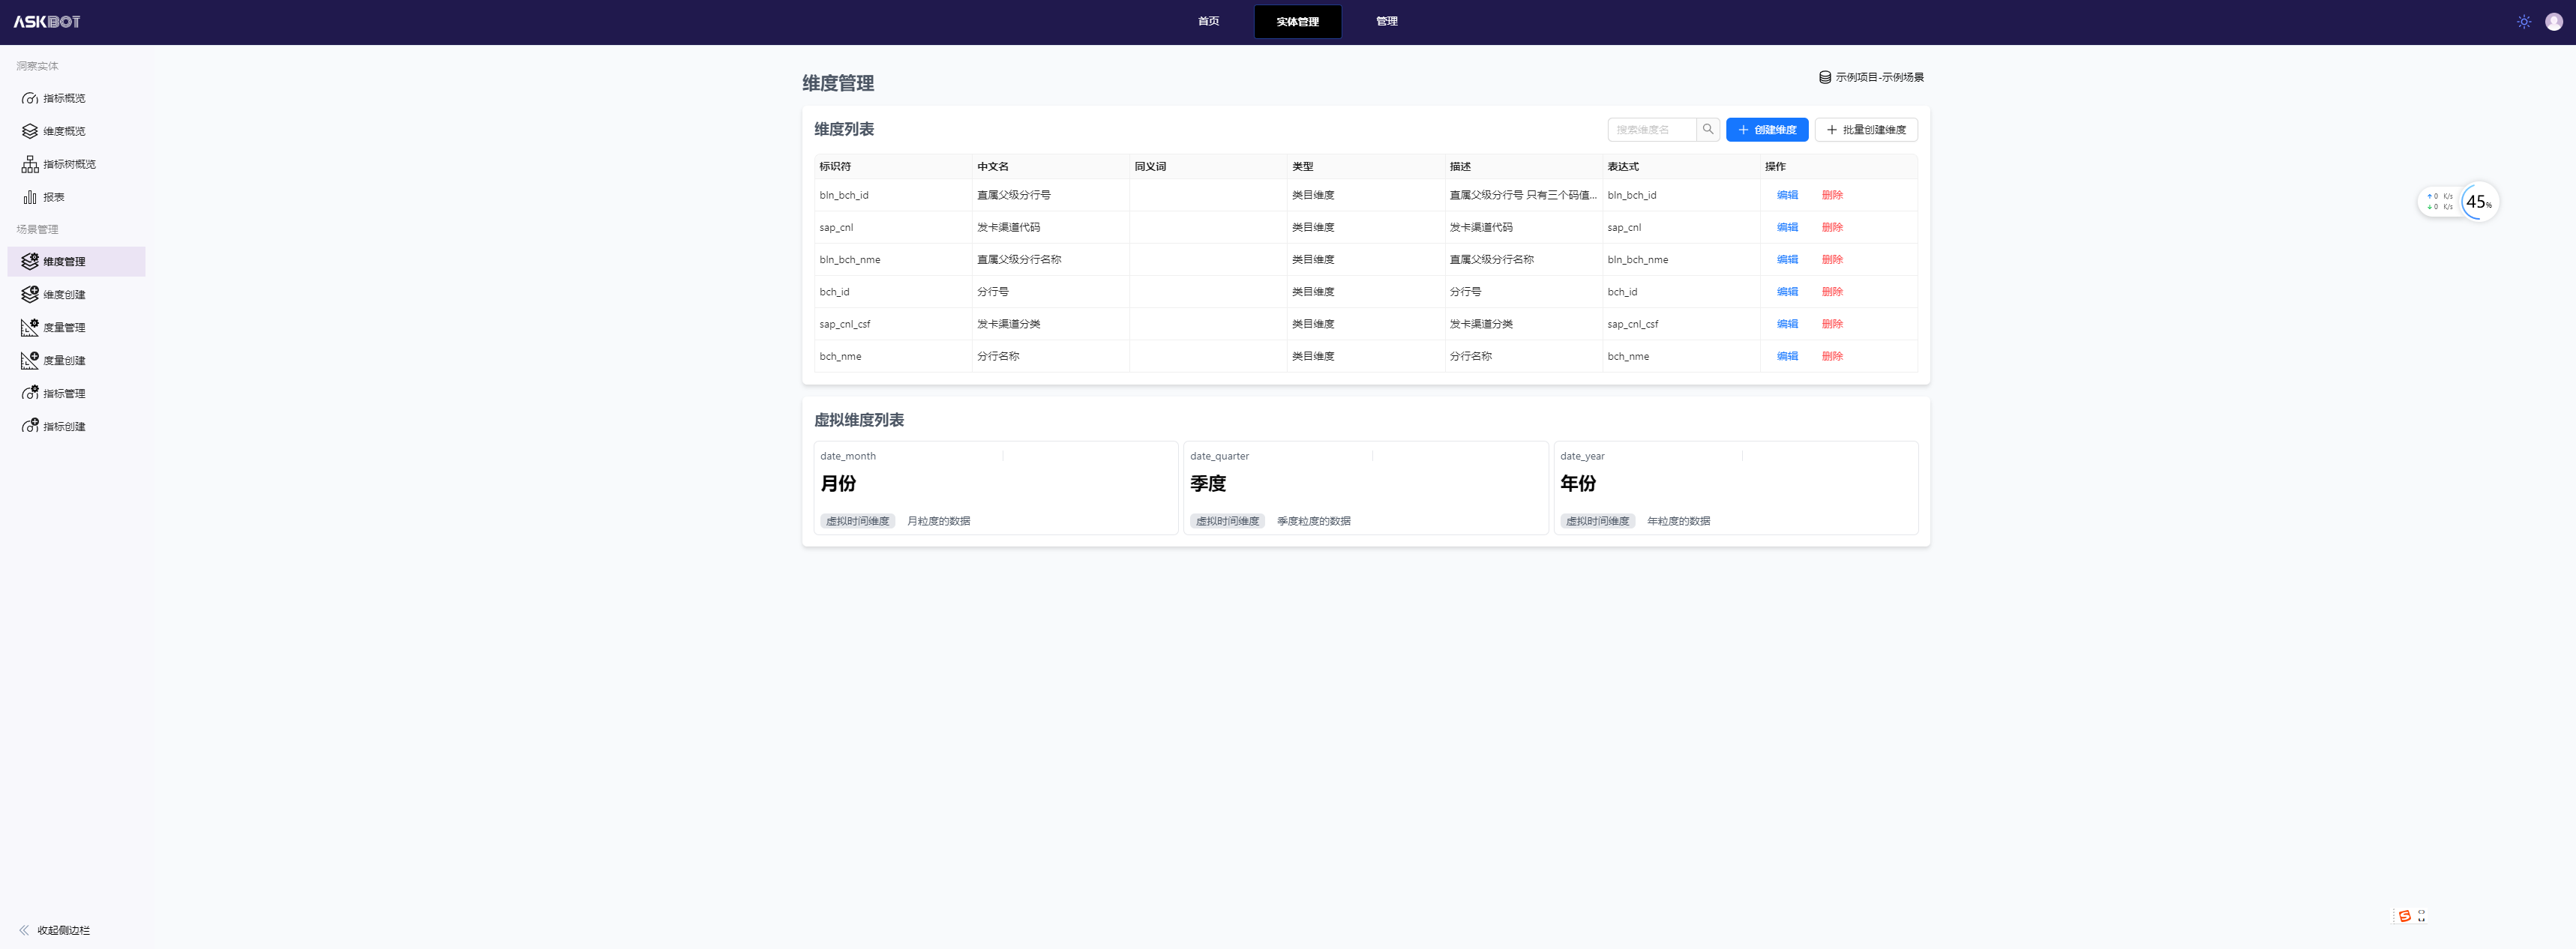 ASKBOT
首页 实体管理 管理
洞察实体
指标概览
维度概览
指标树概览
报表
场景管理
维度管理
维度创建
度量管理
度量创建
指标管理
指标创建
收起侧边栏
维度管理
示例项目-示例场景
维度列表
搜索维度名 创建维度 批量创建维度
标识符 中文名 同义词 类型 描述 表达式 操作
bln_bch_id 直属父级分行号 类目维度 直属父级分行号 只有三个码值... bln_bch_id 编辑 删除
sap_cnl 发卡渠道代码 类目维度 发卡渠道代码 sap_cnl 编辑 删除
bln_bch_nme 直属父级分行名称 类目维度 直属父级分行名称 bln_bch_nme 编辑 删除
bch_id 分行号 类目维度 分行号 bch_id 编辑 删除
sap_cnl_csf 发卡渠道分类 类目维度 发卡渠道分类 sap_cnl_csf 编辑 删除
bch_nme 分行名称 类目维度 分行名称 bch_nme 编辑 删除
虚拟维度列表
date_month
月份
虚拟时间维度 月粒度的数据
date_quarter
季度
虚拟时间维度 季度粒度的数据
date_year
年份
虚拟时间维度 年粒度的数据
0 K/s
0 K/s
45%